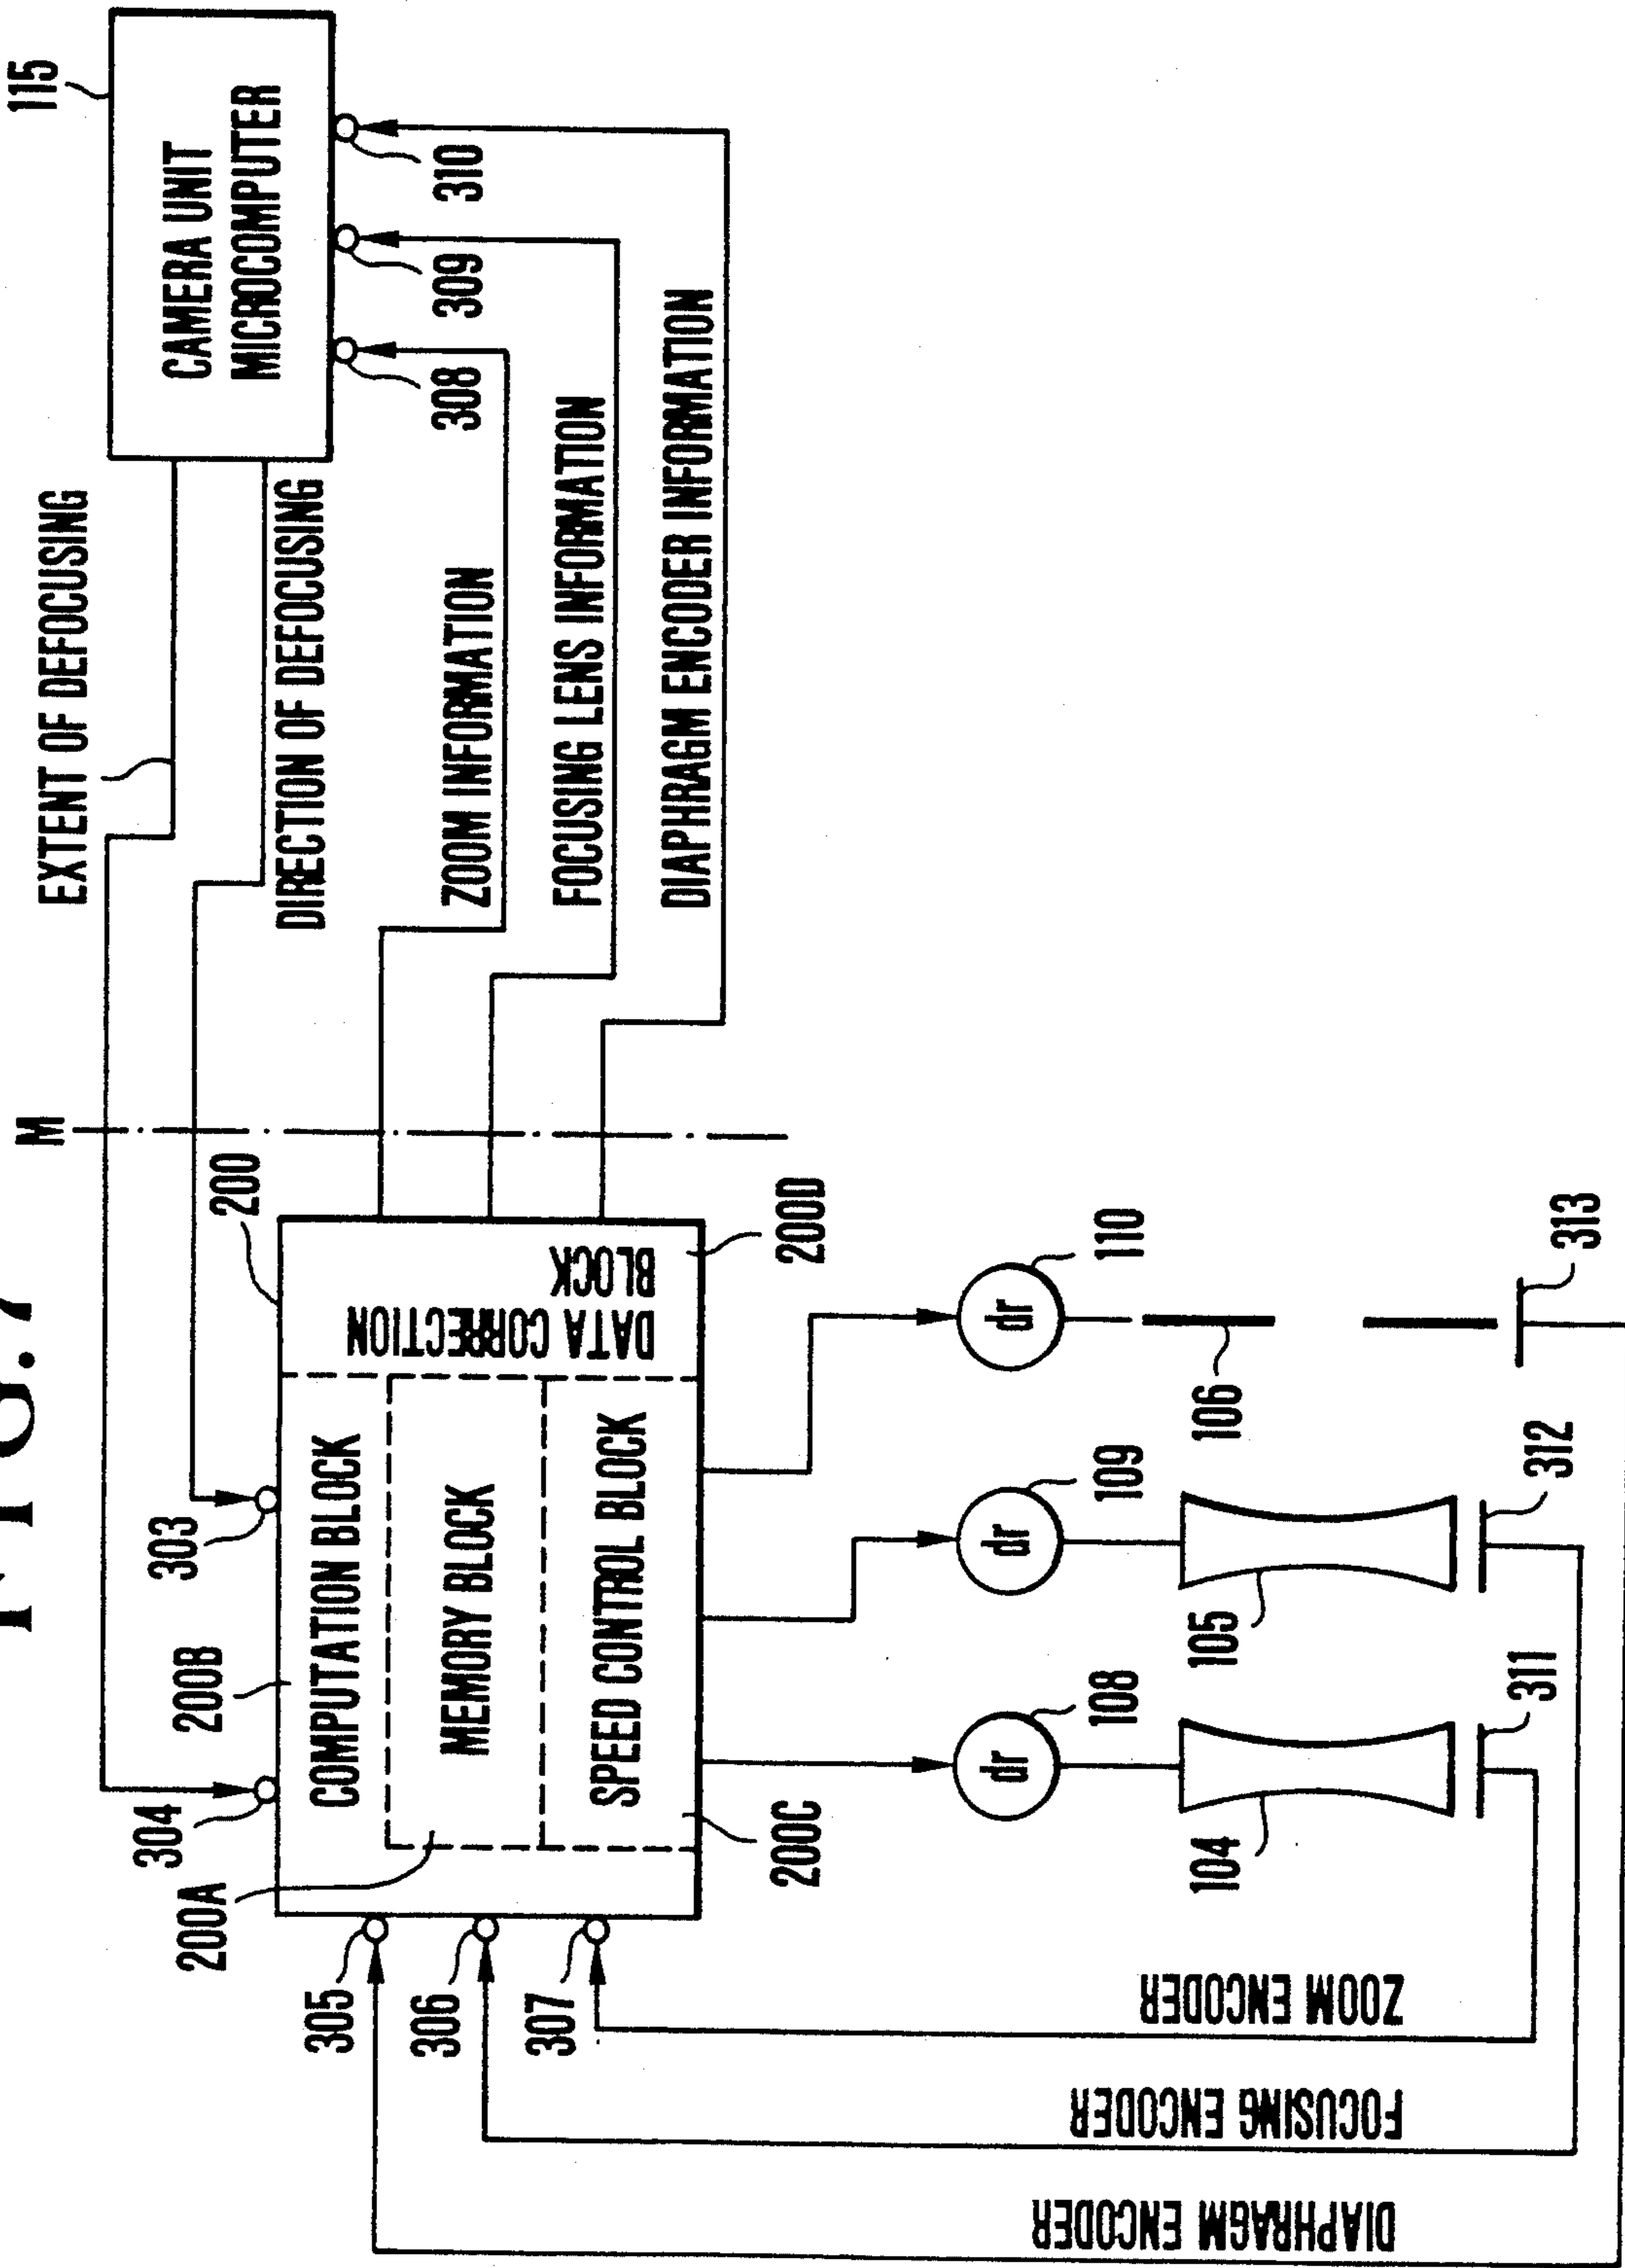 FIG. 7
M
EXTENT OF DEFOCUSING
115
CAMERA UNIT
MICROCOMPUTER
DIRECTION OF DEFOCUSING
308
309
310
ZOOM INFORMATION
FOCUSING LENS INFORMATION
DIAPHRAGM ENCODER INFORMATION
304
303
200
200B
200A
COMPUTATION BLOCK
MEMORY BLOCK
SPEED CONTROL BLOCK
DATA CORRECTION
BLOCK
200C
200D
305
306
307
dr
108
dr
109
dr
110
104
105
106
311
312
313
ZOOM ENCODER
FOCUSING ENCODER
DIAPHRAGM ENCODER